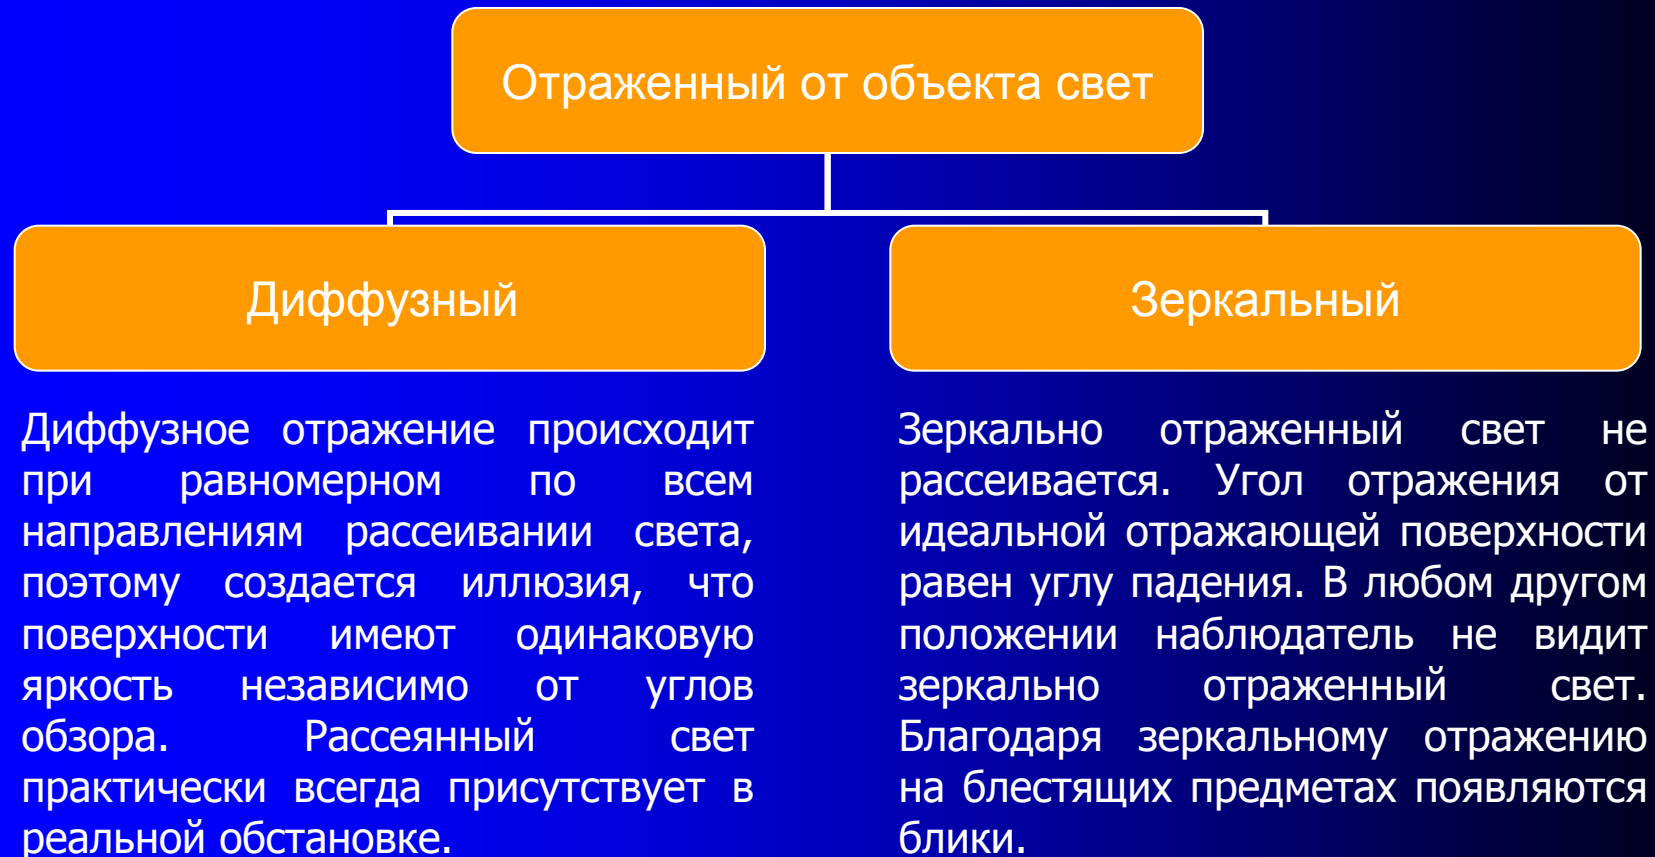 Отраженный от объекта свет
Диффузный
Зеркальный
Диффузное отражение происходит
при равномерном по всем
направлениям рассеивании света,
поэтому создается иллюзия, что
поверхности имеют одинаковую
яркость независимо от углов
обзора. Рассеянный свет
практически всегда присутствует в
реальной обстановке.
Зеркально отраженный свет не
рассеивается. Угол отражения от
идеальной отражающей поверхности
равен углу падения. В любом другом
положении наблюдатель не видит
зеркально отраженный свет.
Благодаря зеркальному отражению
на блестящих предметах появляются
блики.